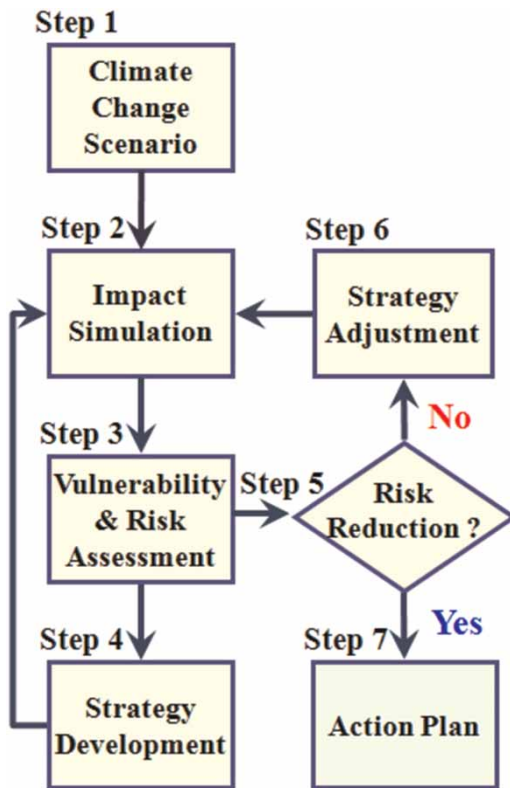 Step 1
Climate
Change
Scenario
Step 2
Impact
Simulation
Step 3
Vulnerability
& Risk
Assessment
Step 4
Strategy
Development
Step 5
Risk
Reduction ?
No
Step 6
Strategy
Adjustment
Yes
Step 7
Action Plan